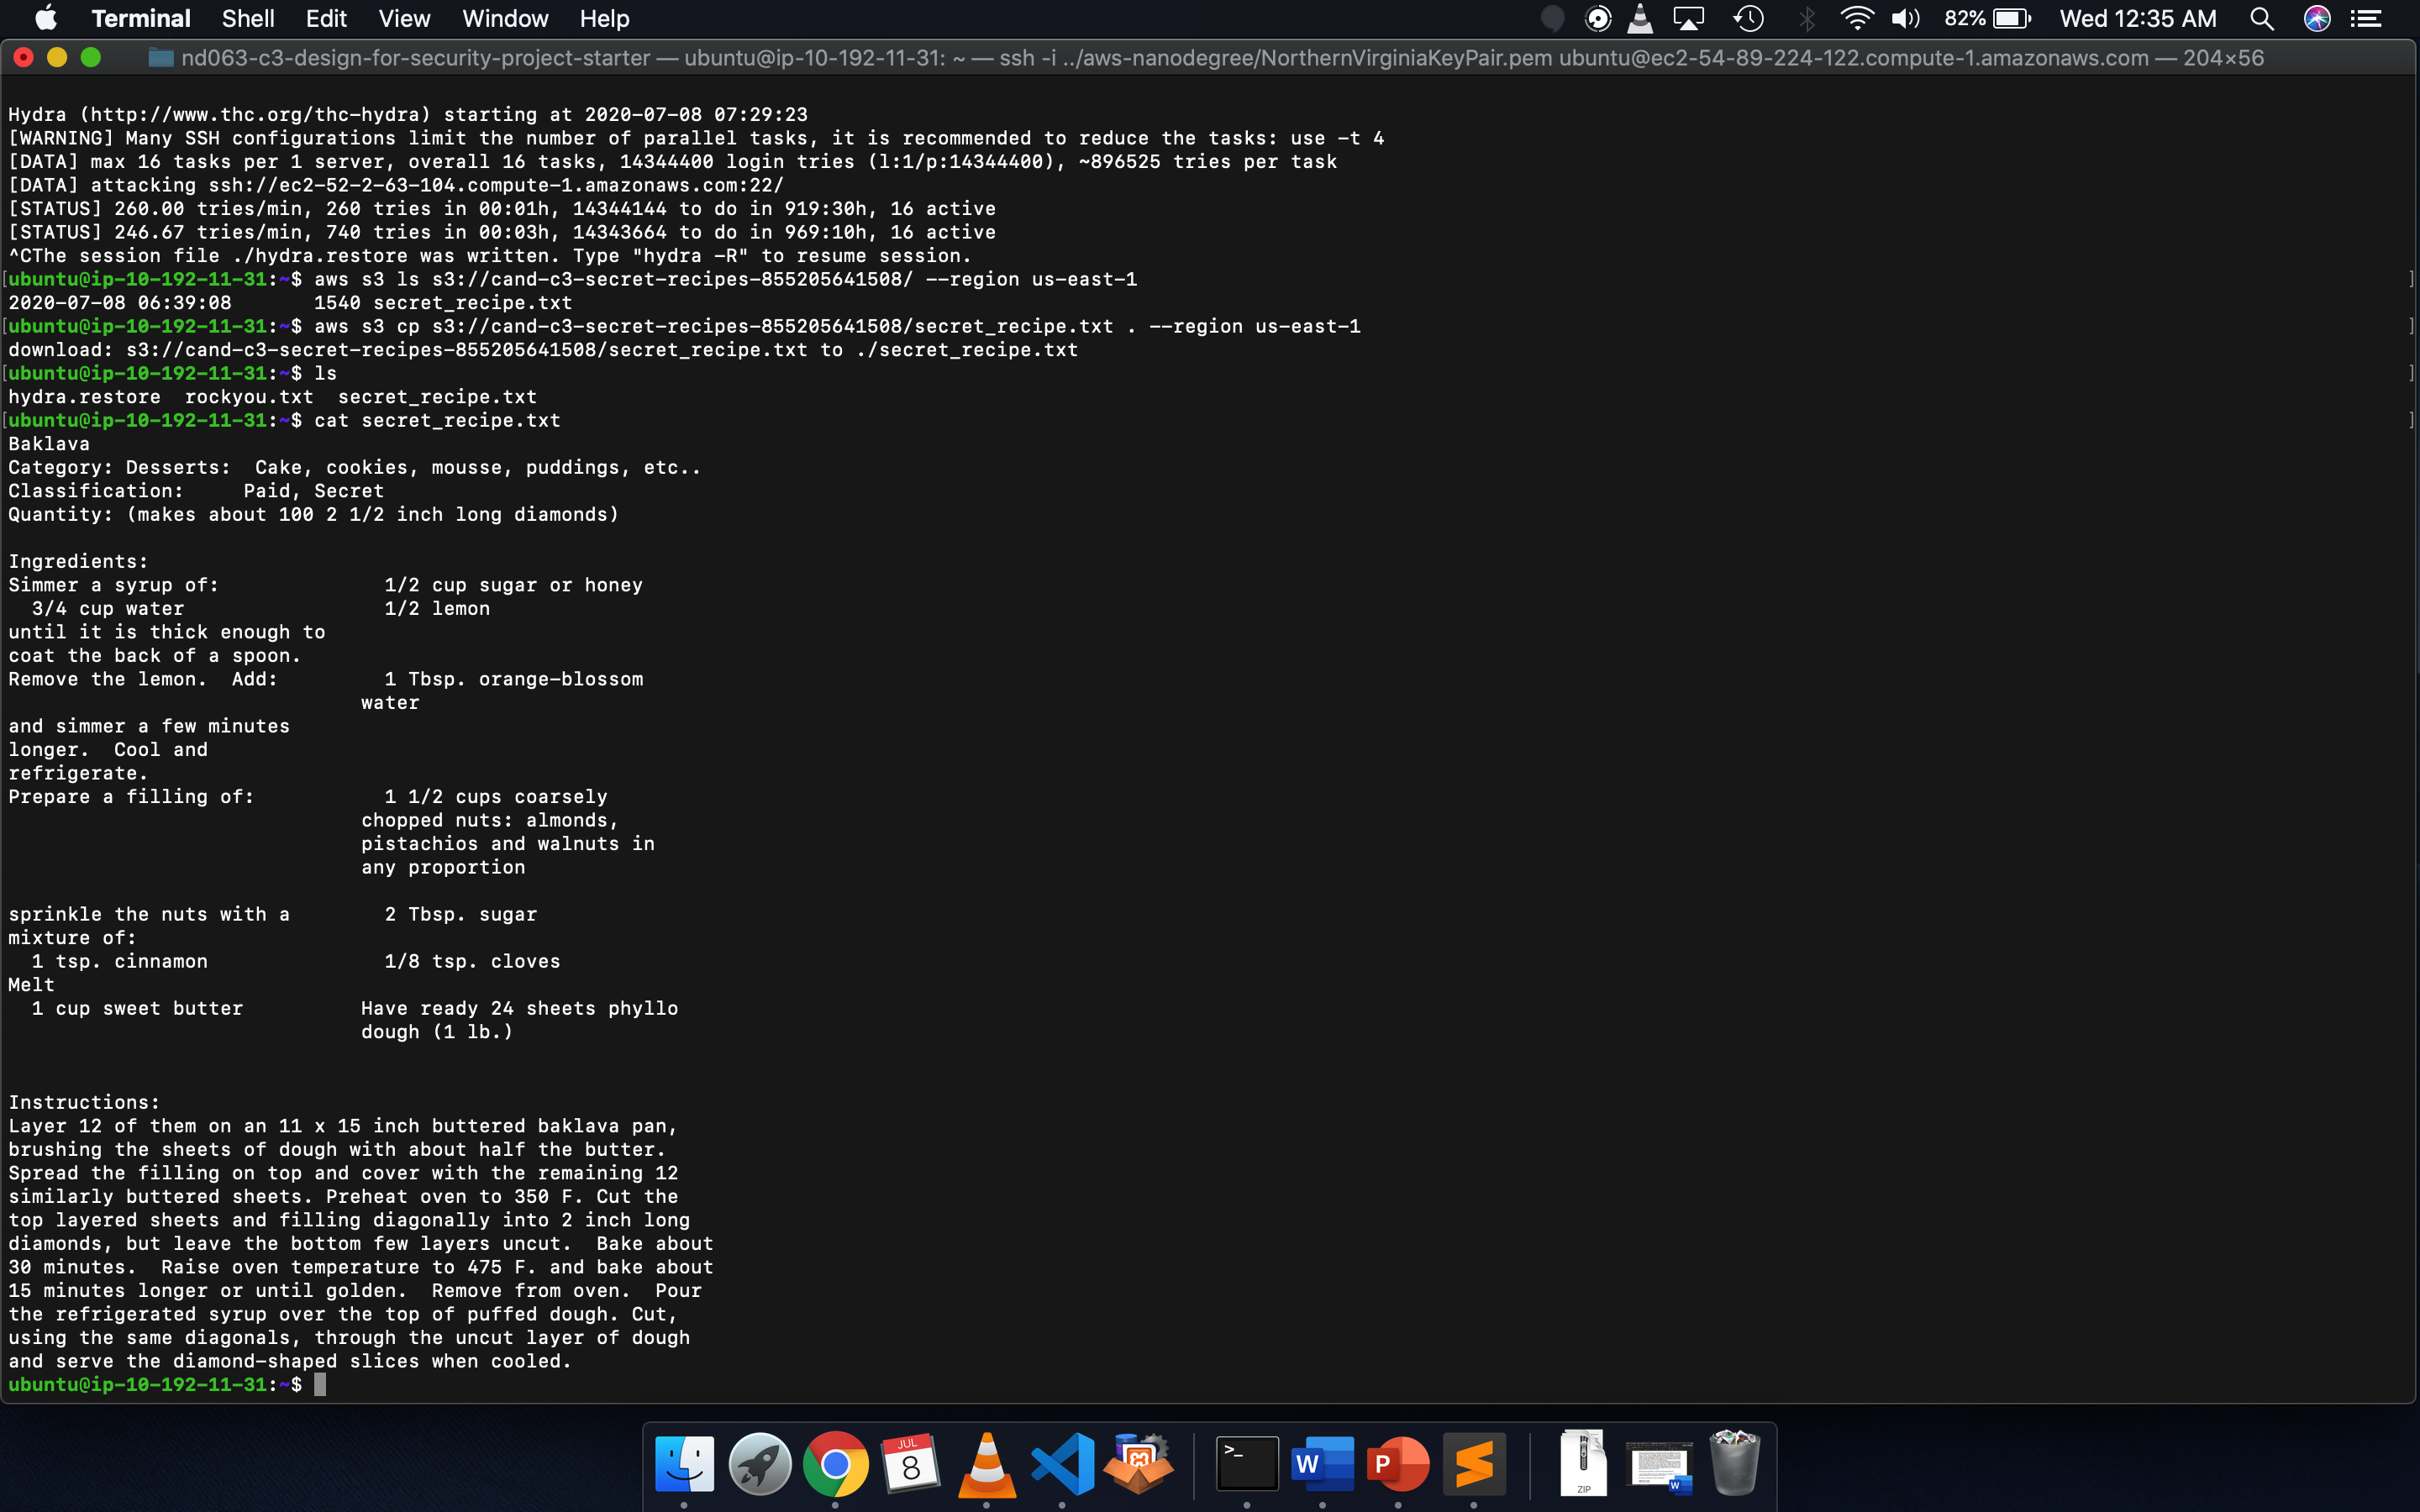 Terminal Shell Edit View Window Help 82% Wed 12:35 AM
nd063-c3-design-for-security-project-starter — ubuntu@ip-10-192-11-31: ~ — ssh -i ../aws-nanodegree/NorthernVirginiaKeyPair.pem ubuntu@ec2-54-89-224-122.compute-1.amazonaws.com — 204×56
Hydra (http://www.thc.org/thc-hydra) starting at 2020-07-08 07:29:23
[WARNING] Many SSH configurations limit the number of parallel tasks, it is recommended to reduce the tasks: use -t 4
[DATA] max 16 tasks per 1 server, overall 16 tasks, 14344400 login tries (l:1/p:14344400), ~896525 tries per task
[DATA] attacking ssh://ec2-52-2-63-104.compute-1.amazonaws.com:22/
[STATUS] 260.00 tries/min, 260 tries in 00:01h, 14344144 to do in 919:30h, 16 active
[STATUS] 246.67 tries/min, 740 tries in 00:03h, 14343664 to do in 969:10h, 16 active
^CThe session file ./hydra.restore was written. Type "hydra -R" to resume session.
[ubuntu@ip-10-192-11-31:~$ aws s3 ls s3://cand-c3-secret-recipes-855205641508/ --region us-east-1 ]
2020-07-08 06:39:08 1540 secret_recipe.txt
[ubuntu@ip-10-192-11-31:~$ aws s3 cp s3://cand-c3-secret-recipes-855205641508/secret_recipe.txt . --region us-east-1 ]
download: s3://cand-c3-secret-recipes-855205641508/secret_recipe.txt to ./secret_recipe.txt
[ubuntu@ip-10-192-11-31:~$ ls ]
hydra.restore rockyou.txt secret_recipe.txt
[ubuntu@ip-10-192-11-31:~$ cat secret_recipe.txt ]
Baklava
Category: Desserts: Cake, cookies, mousse, puddings, etc..
Classification: Paid, Secret
Quantity: (makes about 100 2 1/2 inch long diamonds)
Ingredients:
Simmer a syrup of: 1/2 cup sugar or honey
3/4 cup water 1/2 lemon
until it is thick enough to
coat the back of a spoon.
Remove the lemon. Add: 1 Tbsp. orange-blossom
water
and simmer a few minutes
longer. Cool and
refrigerate.
Prepare a filling of: 1 1/2 cups coarsely
chopped nuts: almonds,
pistachios and walnuts in
any proportion
sprinkle the nuts with a 2 Tbsp. sugar
mixture of:
1 tsp. cinnamon 1/8 tsp. cloves
Melt
1 cup sweet butter Have ready 24 sheets phyllo
dough (1 lb.)
Instructions:
Layer 12 of them on an 11 x 15 inch buttered baklava pan,
brushing the sheets of dough with about half the butter.
Spread the filling on top and cover with the remaining 12
similarly buttered sheets. Preheat oven to 350 F. Cut the
top layered sheets and filling diagonally into 2 inch long
diamonds, but leave the bottom few layers uncut. Bake about
30 minutes. Raise oven temperature to 475 F. and bake about
15 minutes longer or until golden. Remove from oven. Pour
the refrigerated syrup over the top of puffed dough. Cut,
using the same diagonals, through the uncut layer of dough
and serve the diamond-shaped slices when cooled.
ubuntu@ip-10-192-11-31:~$
JUL
8
>_
W
P
ZIP
W